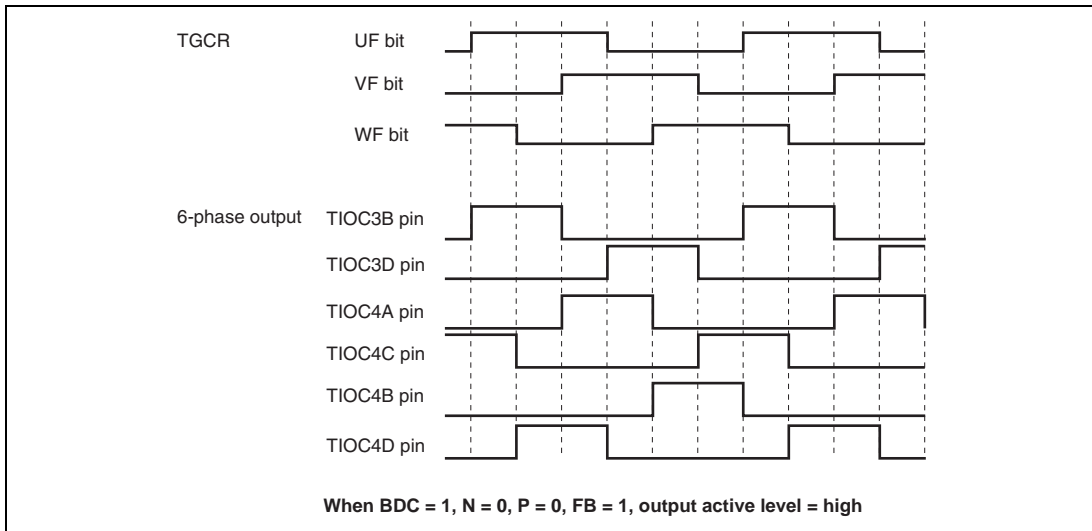 TGCR UF bit
VF bit
WF bit
6-phase output TIOC3B pin
TIOC3D pin
TIOC4A pin
TIOC4C pin
TIOC4B pin
TIOC4D pin
When BDC = 1, N = 0, P = 0, FB = 1, output active level = high